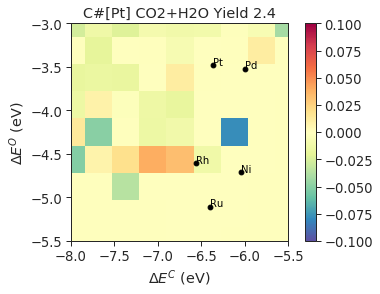 C#[Pt] CO2+H2O Yield 2.4
−3.0
−3.5
−4.0
−4.5
−5.0
−5.5
ΔE^O (eV)
Pt
Pd
Rh
Ni
Ru
−8.0 −7.5 −7.0 −6.5 −6.0 −5.5
ΔE^C (eV)
0.100
0.075
0.050
0.025
0.000
−0.025
−0.050
−0.075
−0.100